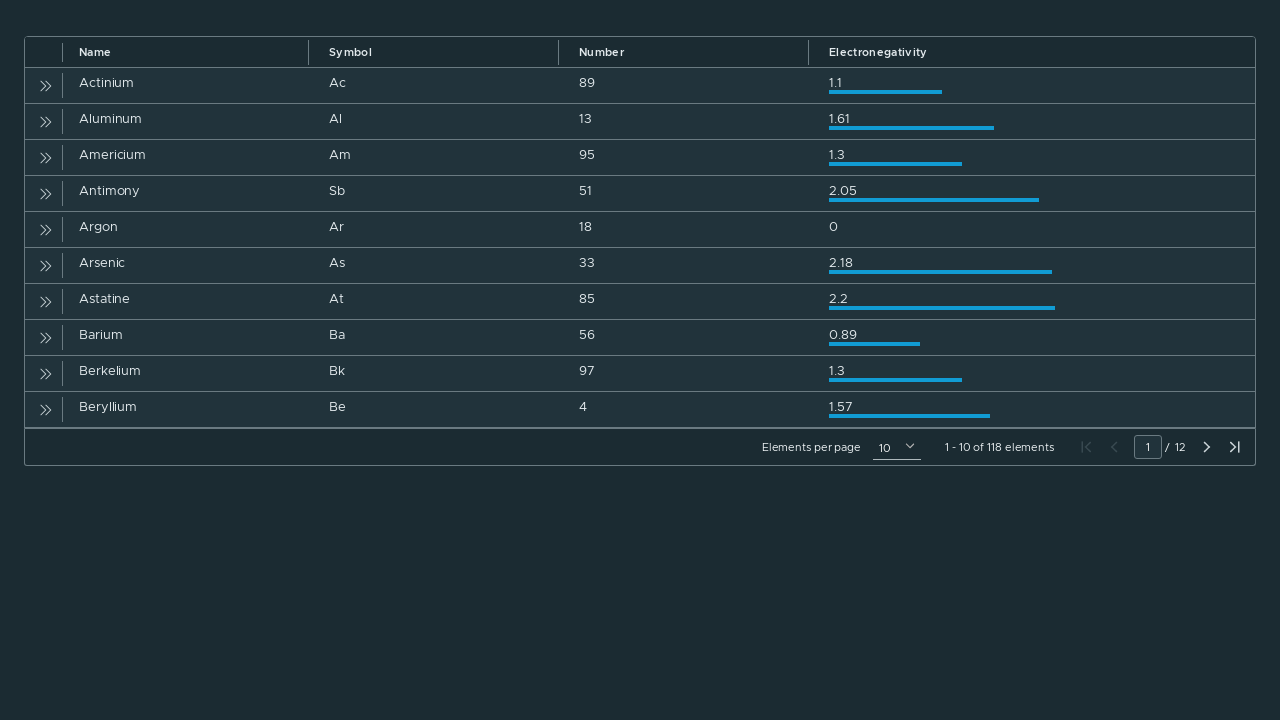 Name Symbol Number Electronegativity
Actinium Ac 89 1.1
Aluminum Al 13 1.61
Americium Am 95 1.3
Antimony Sb 51 2.05
Argon Ar 18 0
Arsenic As 33 2.18
Astatine At 85 2.2
Barium Ba 56 0.89
Berkelium Bk 97 1.3
Beryllium Be 4 1.57
Elements per page 10 1 - 10 of 118 elements 1 / 12